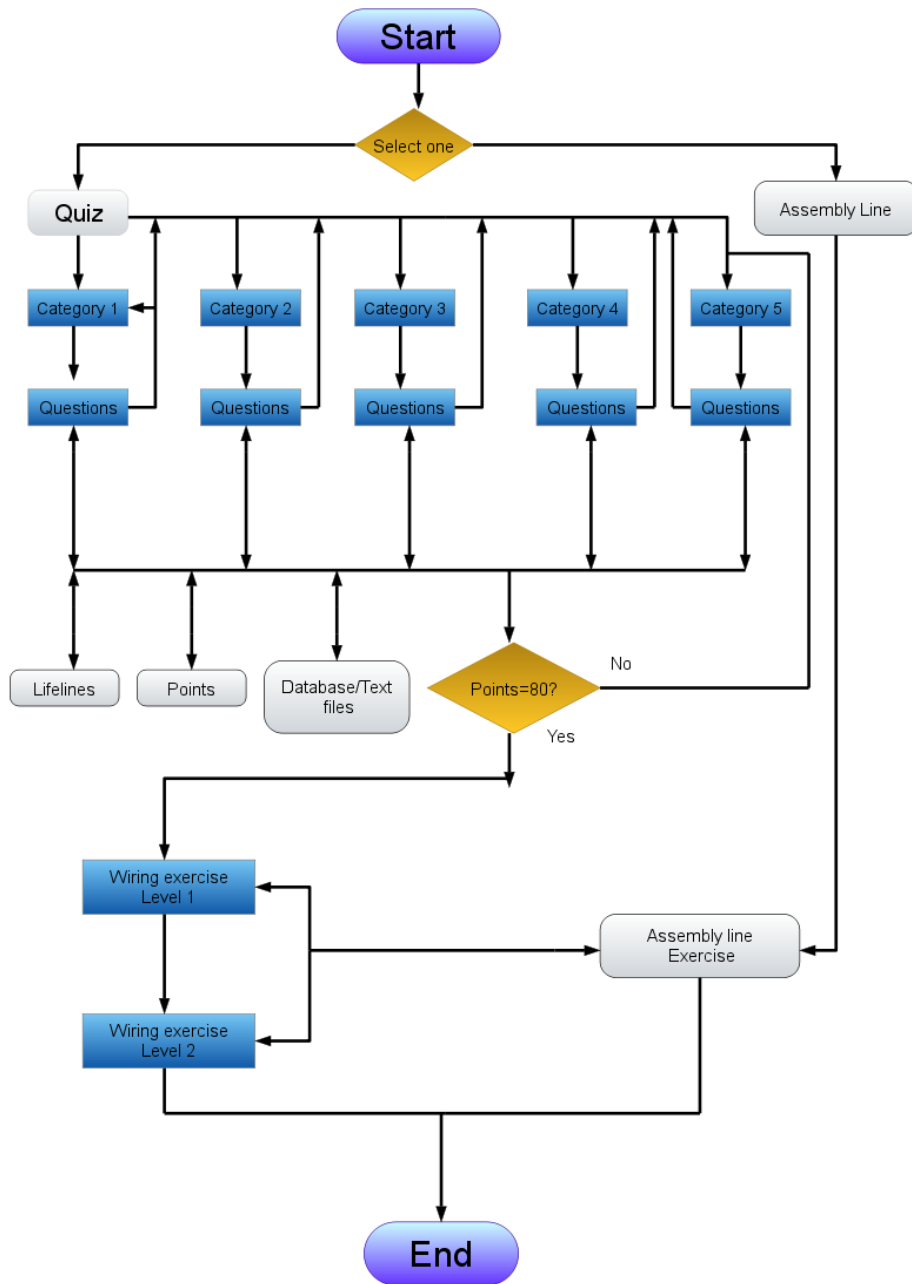 Start
Select one
Quiz
Assembly Line
Category 1
Category 2
Category 3
Category 4
Category 5
Questions
Questions
Questions
Questions
Questions
Lifelines
Points
Database/Text
files
Points=80?
No
Yes
Wiring exercise
Level 1
Assembly line
Exercise
Wiring exercise
Level 2
End